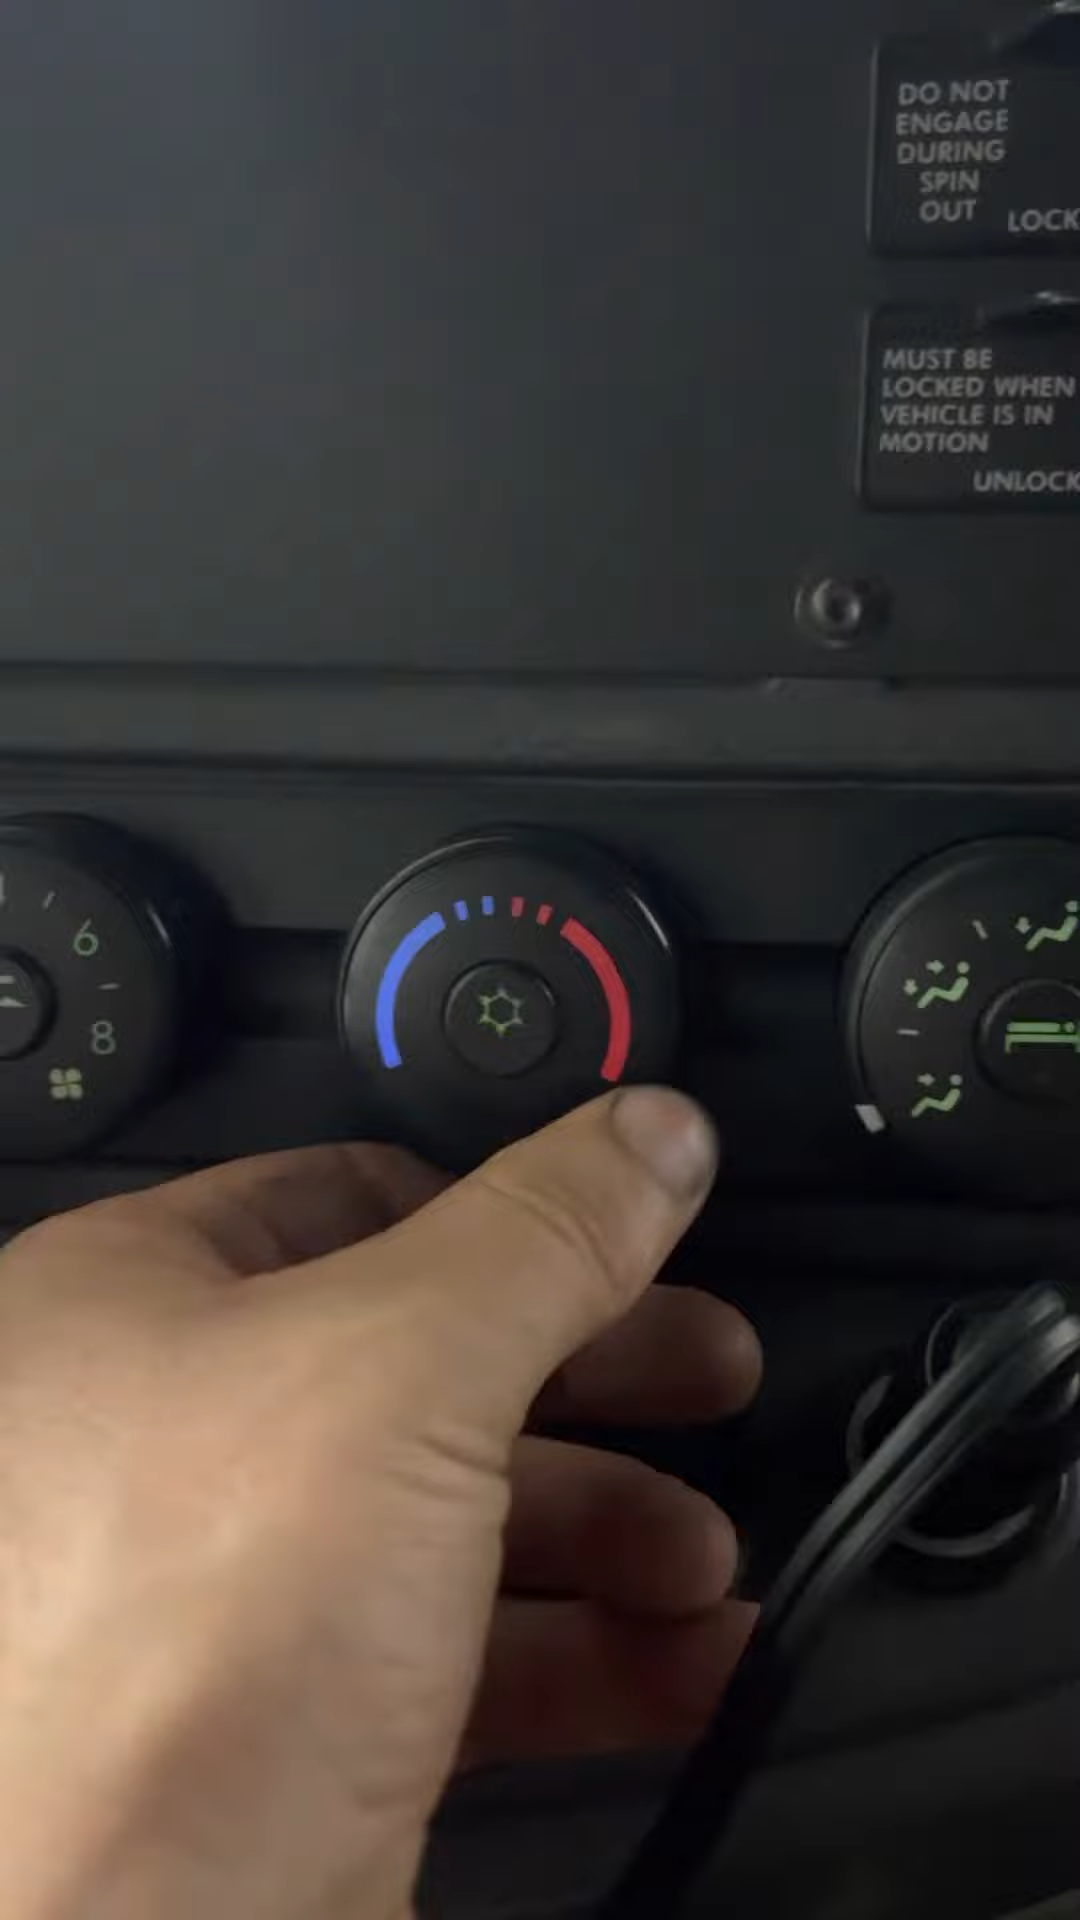 DO NOT
ENGAGE
DURING
SPIN
OUT
LOCK
MUST BE
LOCKED WHEN
VEHICLE IS IN
MOTION
UNLOCK
6
8